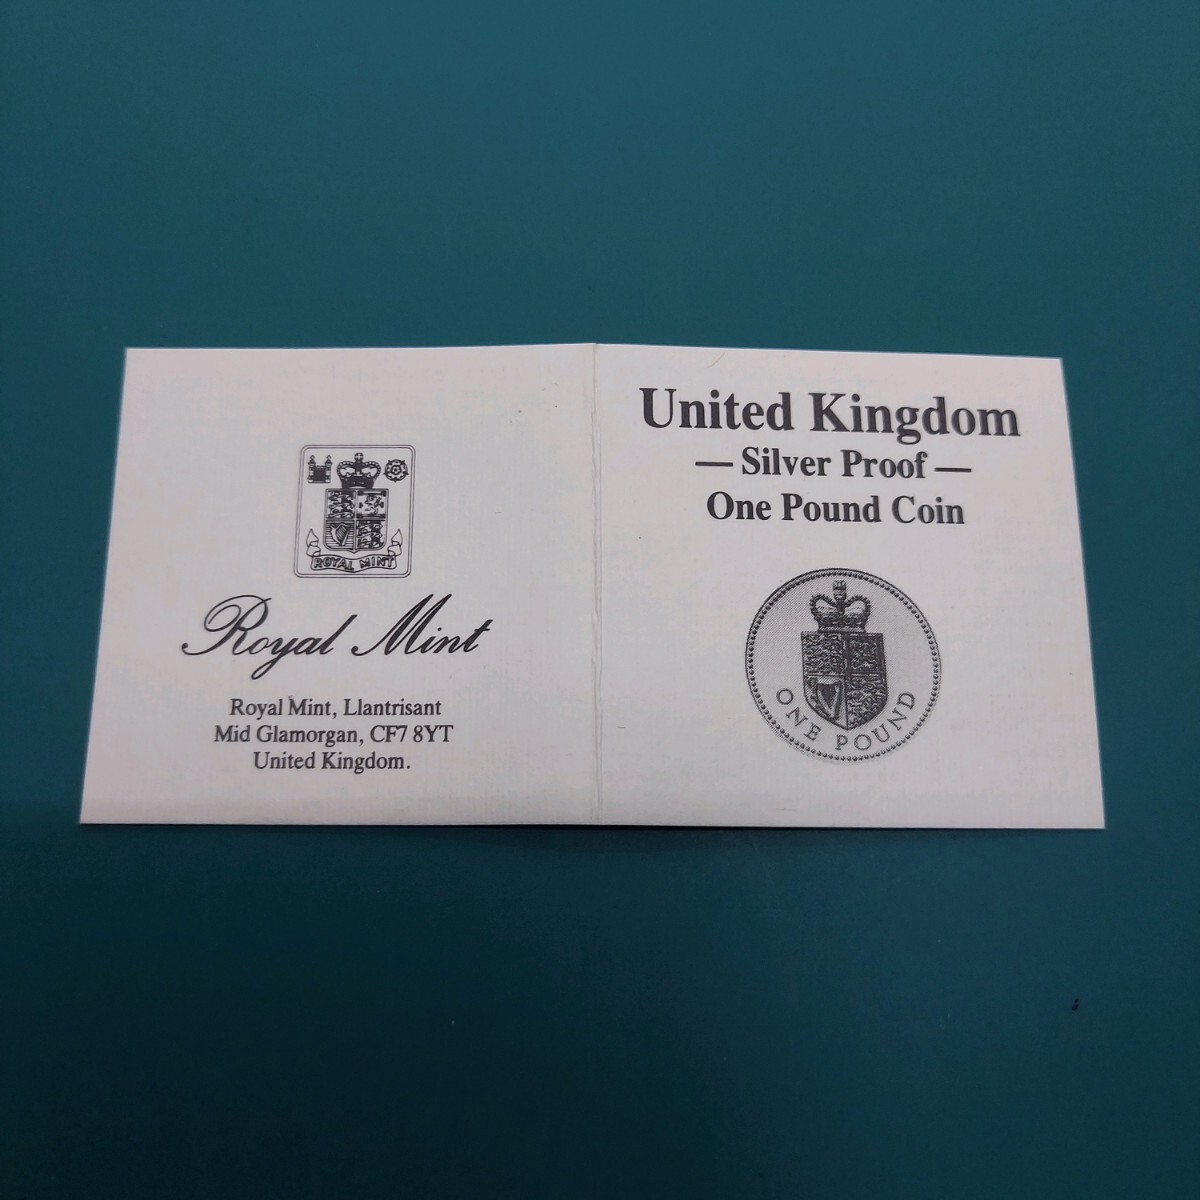 ROYAL MINT
Royal Mint
Royal Mint, Llantrisant
Mid Glamorgan, CF7 8YT
United Kingdom.
United Kingdom
— Silver Proof —
One Pound Coin
ONE POUND